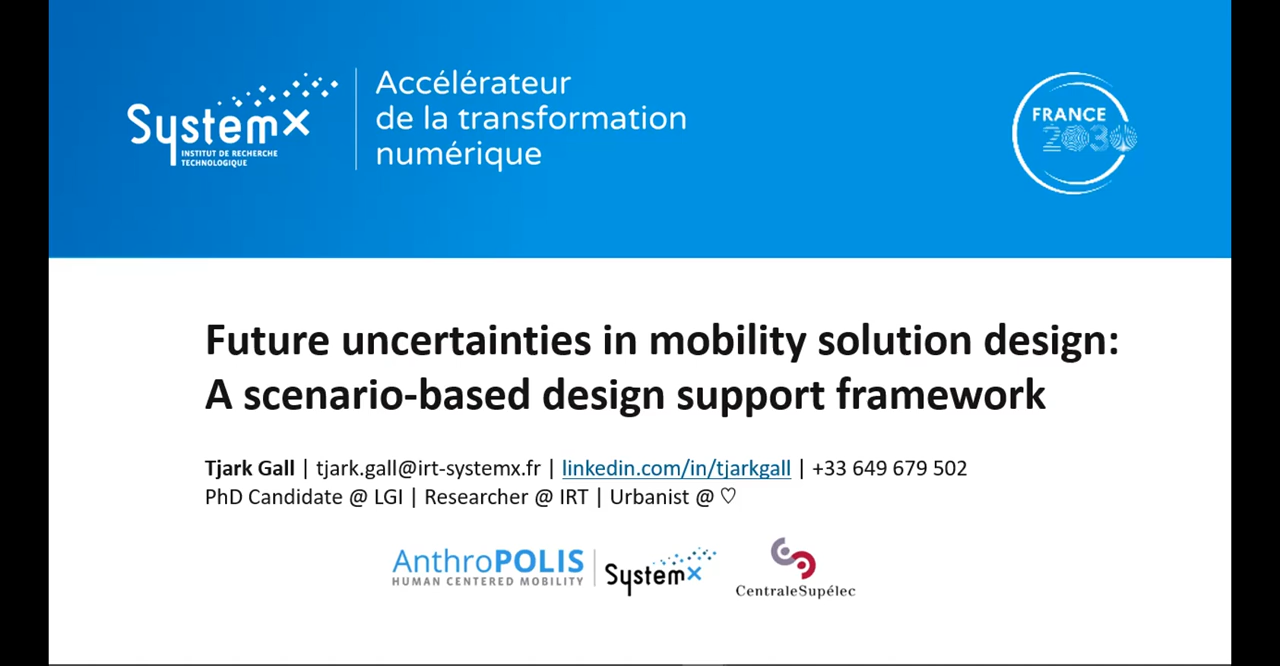 SystemX
INSTITUT DE RECHERCHE
TECHNOLOGIQUE
Accélérateur
de la transformation
numérique
FRANCE
2030
Future uncertainties in mobility solution design:
A scenario-based design support framework
Tjark Gall | tjark.gall@irt-systemx.fr | linkedin.com/in/tjarkgall | +33 649 679 502
PhD Candidate @ LGI | Researcher @ IRT | Urbanist @ ♡
AnthroPOLIS
HUMAN CENTERED MOBILITY
SystemX
CentraleSupélec